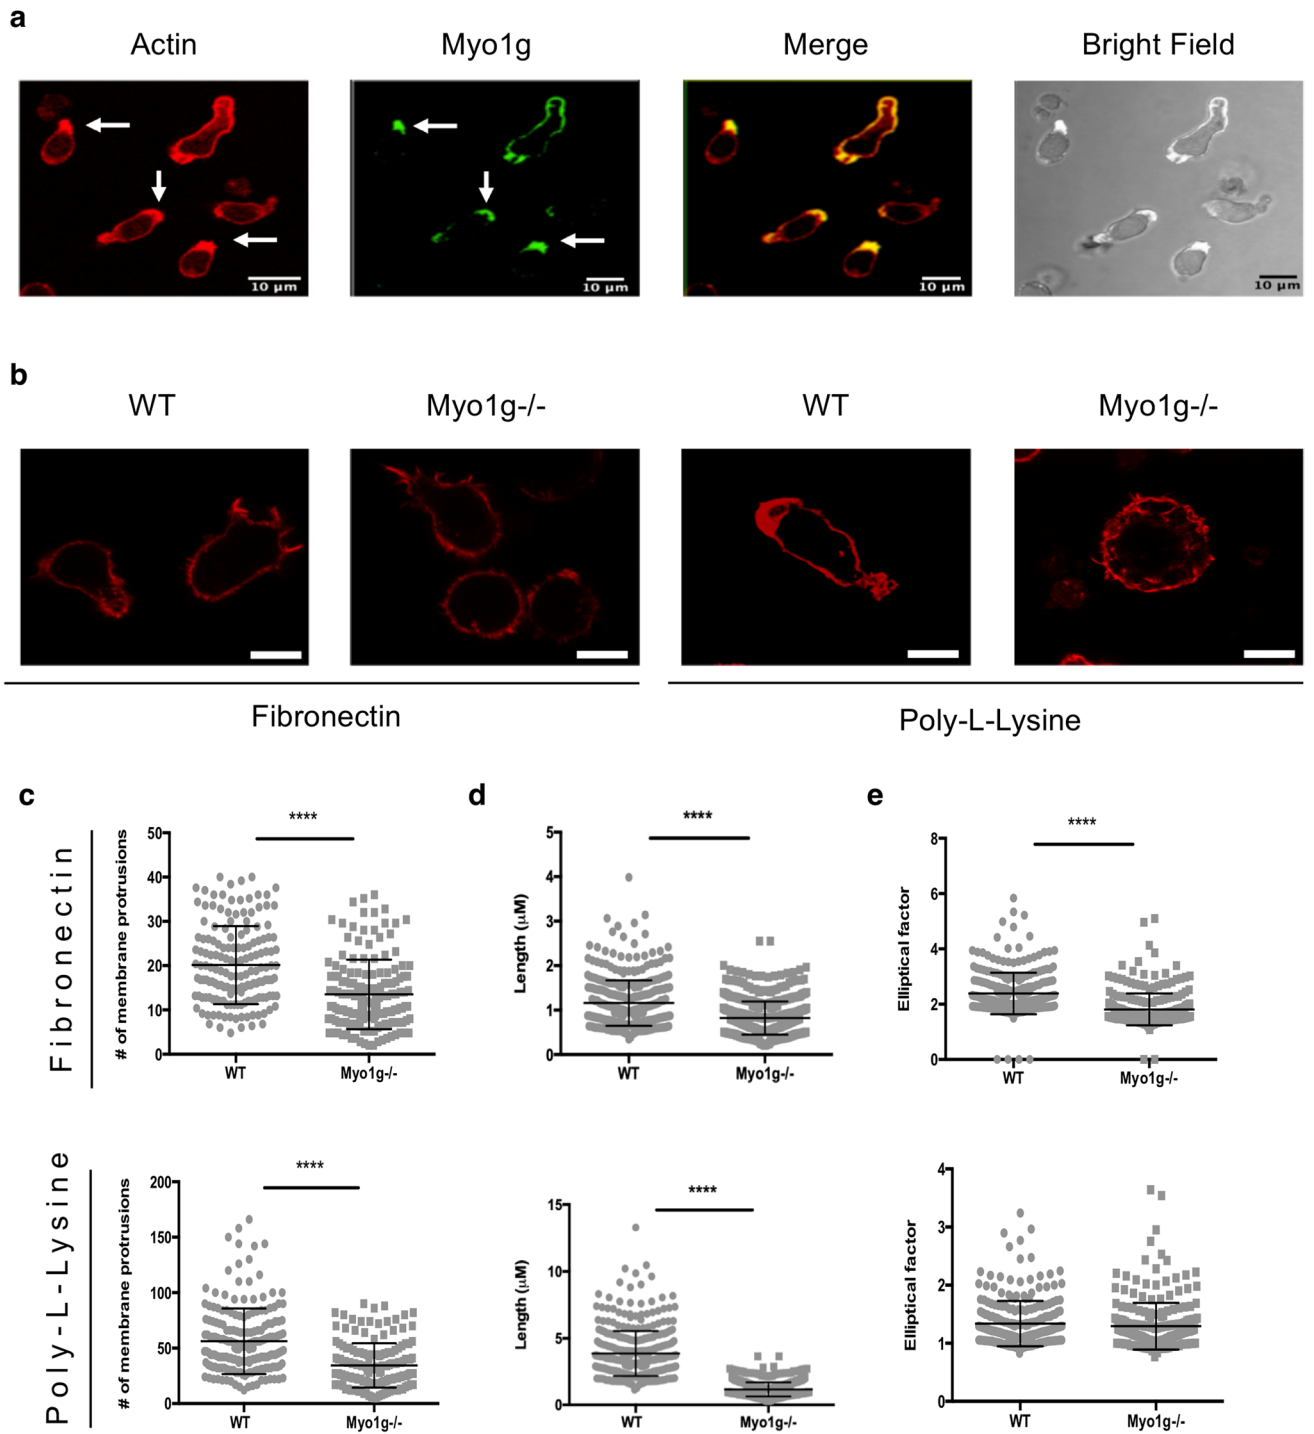 a
Actin
Myo1g
Merge
Bright Field
10 μm
10 μm
10 μm
10 μm
b
WT
Myo1g-/-
WT
Myo1g-/-
Fibronectin
Poly-L-Lysine
c
d
e
Fibronectin
# of membrane protrusions
50
40
30
20
10
0
****
WT
Myo1g-/-
Length (μM)
5
4
3
2
1
0
****
WT
Myo1g-/-
Elliptical factor
8
6
4
2
0
****
WT
Myo1g-/-
Poly-L-Lysine
# of membrane protrusions
200
150
100
50
0
****
WT
Myo1g-/-
Length (μM)
15
10
5
0
****
WT
Myo1g-/-
Elliptical factor
4
3
2
1
0
WT
Myo1g-/-